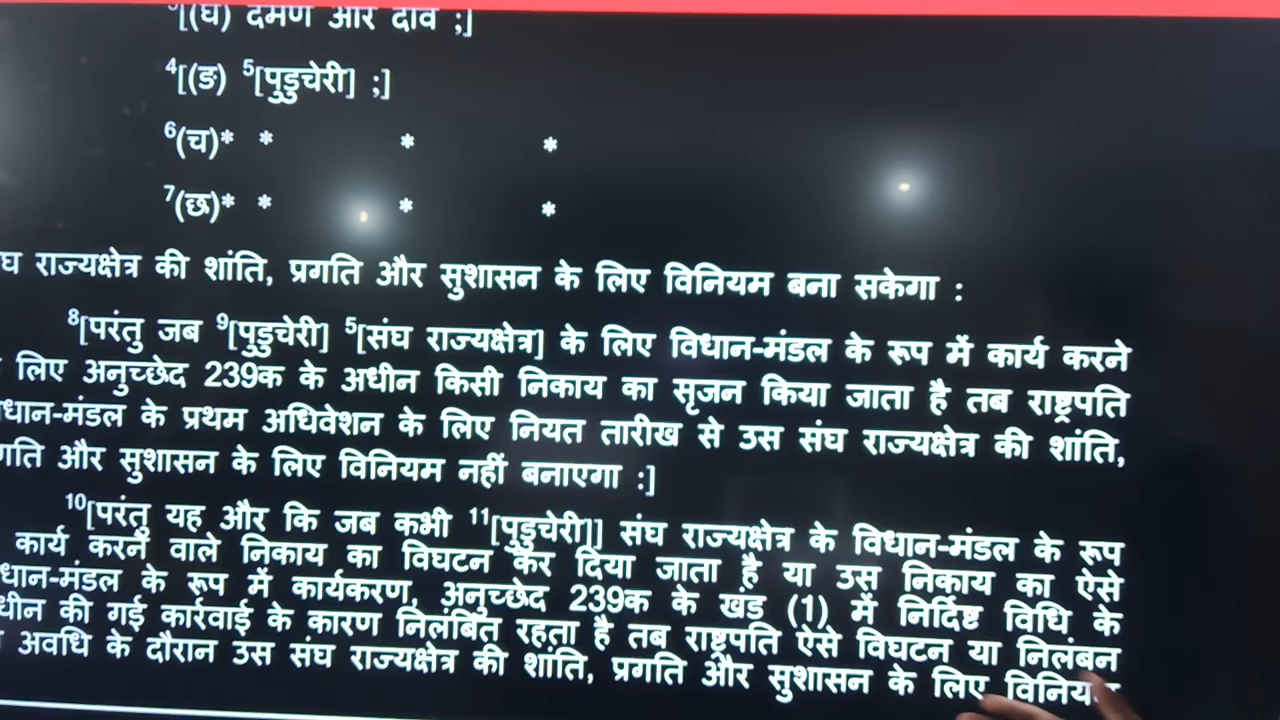 [(घ) दमण और दीव ;]
4[(ङ) 5[पुडुचेरी] ;]
6(च)* * * *
7(छ)* * * *
घ राज्यक्षेत्र की शांति, प्रगति और सुशासन के लिए विनियम बना सकेगा :
8[परंतु जब 9[पुडुचेरी] 5[संघ राज्यक्षेत्र] के लिए विधान-मंडल के रूप में कार्य करने
लिए अनुच्छेद 239क के अधीन किसी निकाय का सृजन किया जाता है तब राष्ट्रपति
धान-मंडल के प्रथम अधिवेशन के लिए नियत तारीख से उस संघ राज्यक्षेत्र की शांति,
गति और सुशासन के लिए विनियम नहीं बनाएगा :]
10[परंतु यह और कि जब कभी 11[पुडुचेरी]] संघ राज्यक्षेत्र के विधान-मंडल के रूप
कार्य करने वाले निकाय का विघटन कर दिया जाता है या उस निकाय का ऐसे
धान-मंडल के रूप में कार्यकरण, अनुच्छेद 239क के खंड (1) में निर्दिष्ट विधि के
धीन की गई कार्रवाई के कारण निलंबित रहता है तब राष्ट्रपति ऐसे विघटन या निलंबन
अवधि के दौरान उस संघ राज्यक्षेत्र की शांति, प्रगति और सुशासन के लिए विनिय